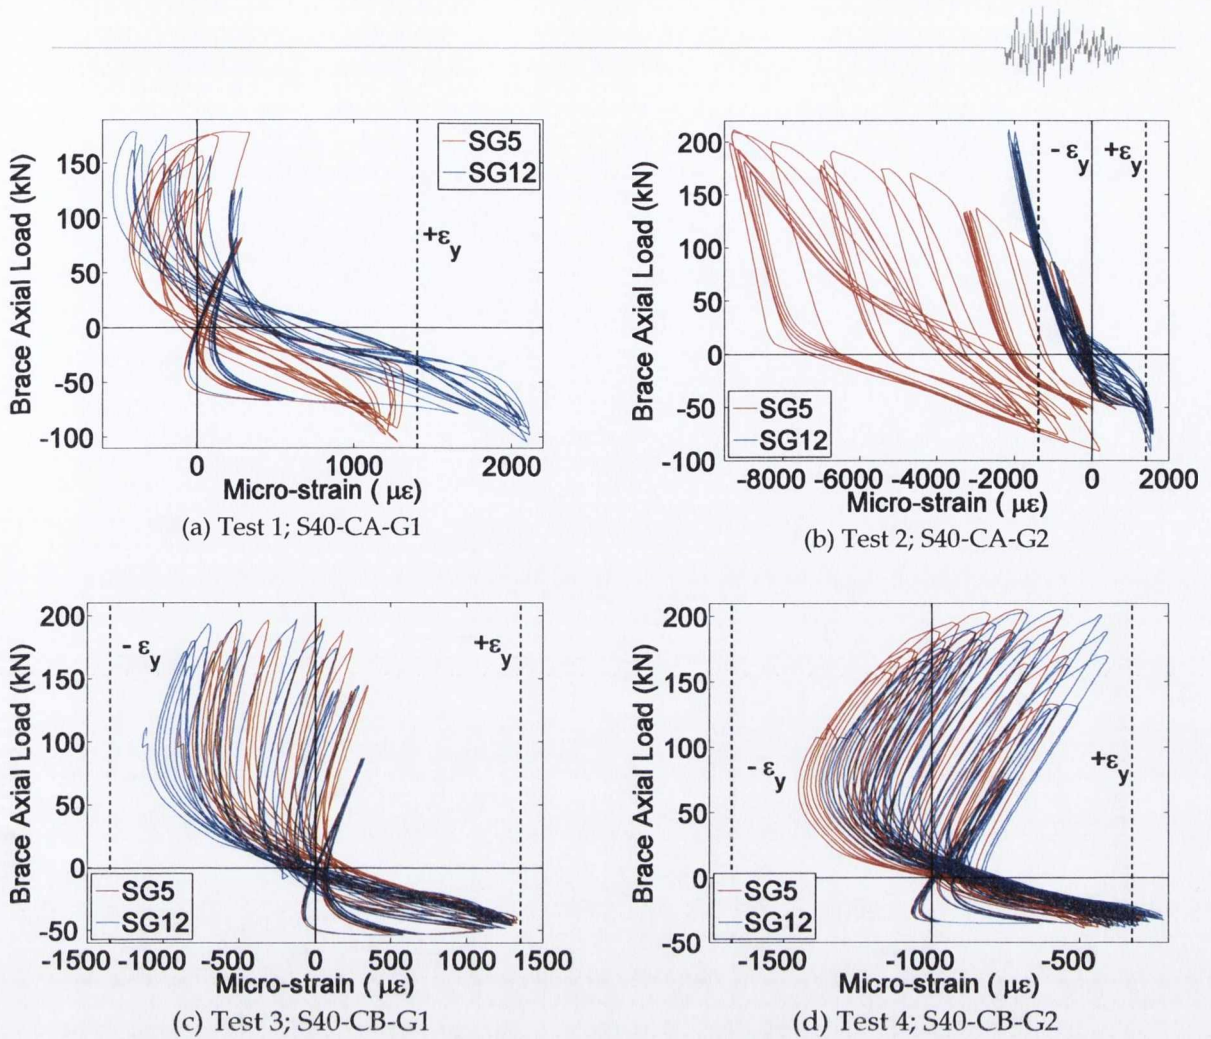 Brace Axial Load (kN)
150
100
50
0
-50
-100
SG5
SG12
+εy
0 1000 2000
Micro-strain ( με)
(a) Test 1; S40-CA-G1
Brace Axial Load (kN)
200
150
100
50
0
-50
-100
- εy +εy
SG5
SG12
-8000 -6000 -4000 -2000 0 2000
Micro-strain ( με)
(b) Test 2; S40-CA-G2
Brace Axial Load (kN)
200
150
100
50
0
-50
- εy
+εy
SG5
SG12
-1500 -1000 -500 0 500 1000 1500
Micro-strain ( με)
(c) Test 3; S40-CB-G1
Brace Axial Load (kN)
200
150
100
50
0
-50
- εy
+εy
SG5
SG12
-1500 -1000 -500
Micro-strain ( με)
(d) Test 4; S40-CB-G2